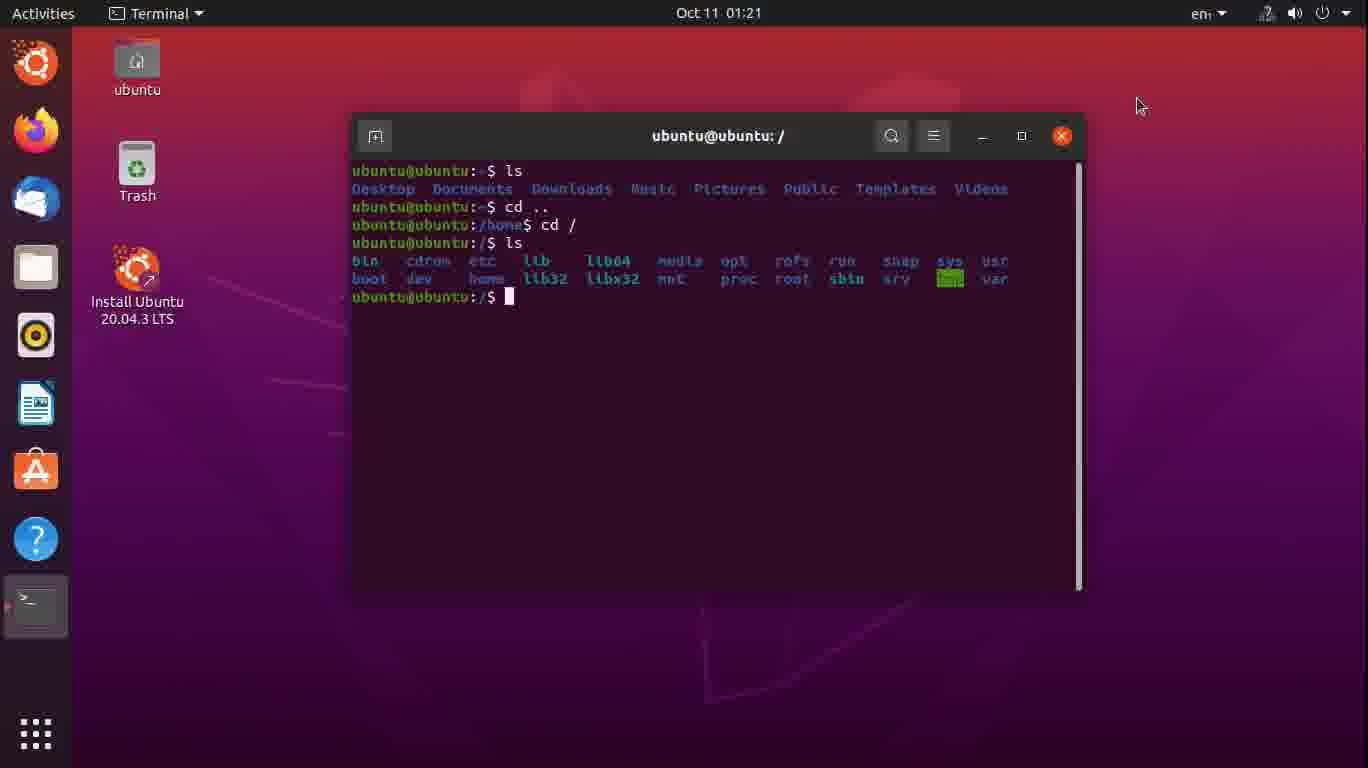 Activities Terminal Oct 11 01:21 en₁
ubuntu
Trash
Install Ubuntu
20.04.3 LTS
ubuntu@ubuntu: /
ubuntu@ubuntu:~$ ls
Desktop Documents Downloads Music Pictures Public Templates Videos
ubuntu@ubuntu:~$ cd ..
ubuntu@ubuntu:/home$ cd /
ubuntu@ubuntu:/$ ls
bin cdrom etc lib lib64 media opt rofs run snap sys usr
boot dev home lib32 libx32 mnt proc root sbin srv tmp var
ubuntu@ubuntu:/$